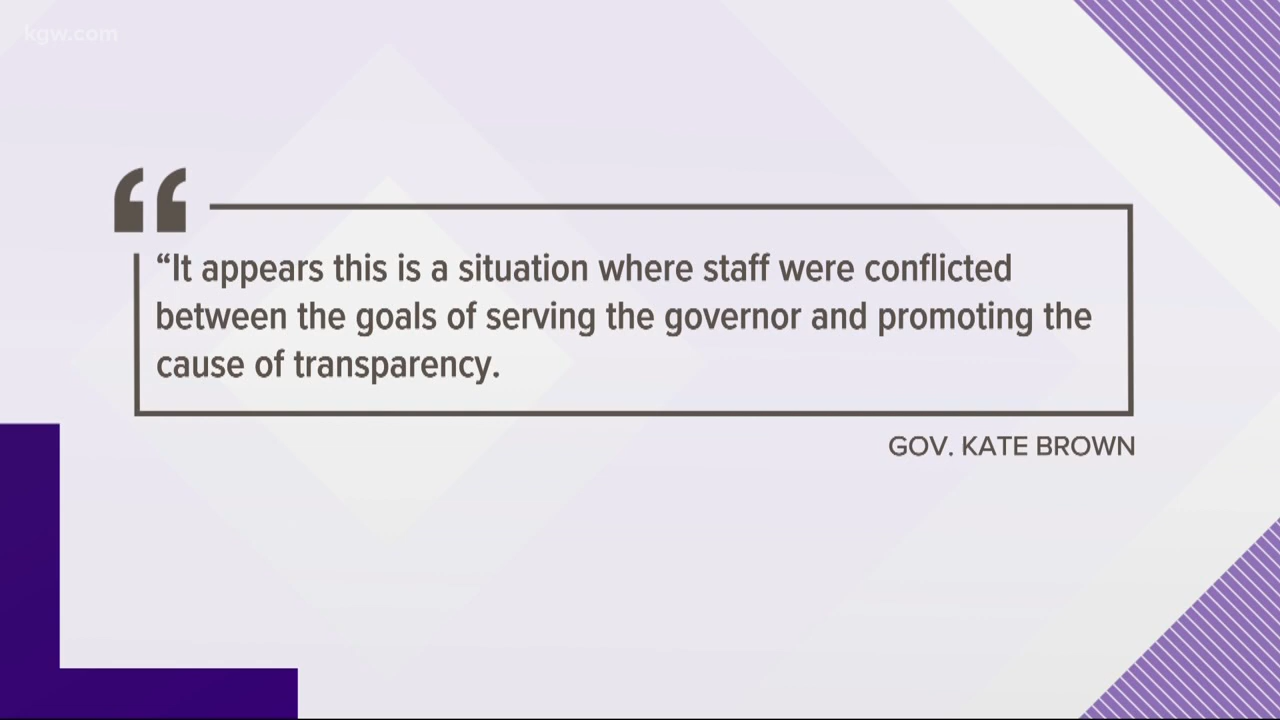 kgw.com
“
“It appears this is a situation where staff were conflicted
between the goals of serving the governor and promoting the
cause of transparency.
GOV. KATE BROWN